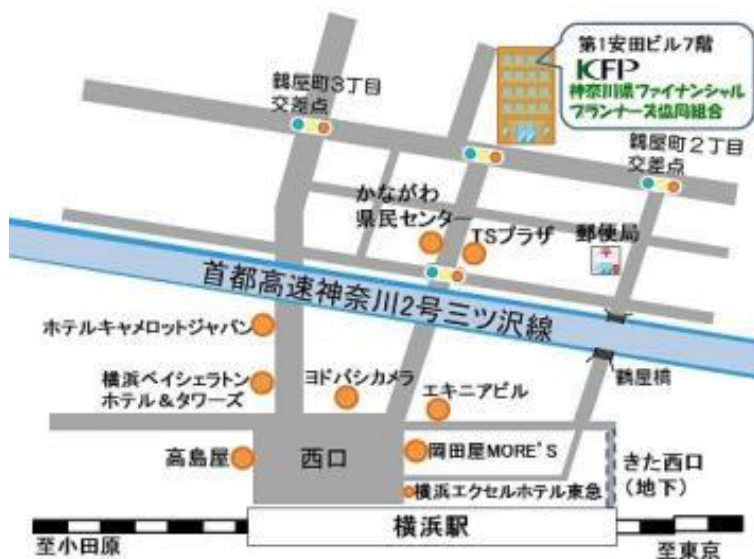 第1安田ビル7階
KFP
神奈川県ファイナンシャル
プランナーズ協同組合
鶴屋町3丁目
交差点
鶴屋町2丁目
交差点
かながわ
県民センター
TSプラザ
郵便局
首都高速神奈川2号三ツ沢線
ホテルキャメロットジャパン
横浜ベイシェラトン
ホテル&タワーズ
ヨドバシカメラ
エキニアビル
鶴屋橋
高島屋
西口
岡田屋MORE'S
横浜エクセルホテル東急
きた西口
(地下)
横浜駅
至小田原
至東京